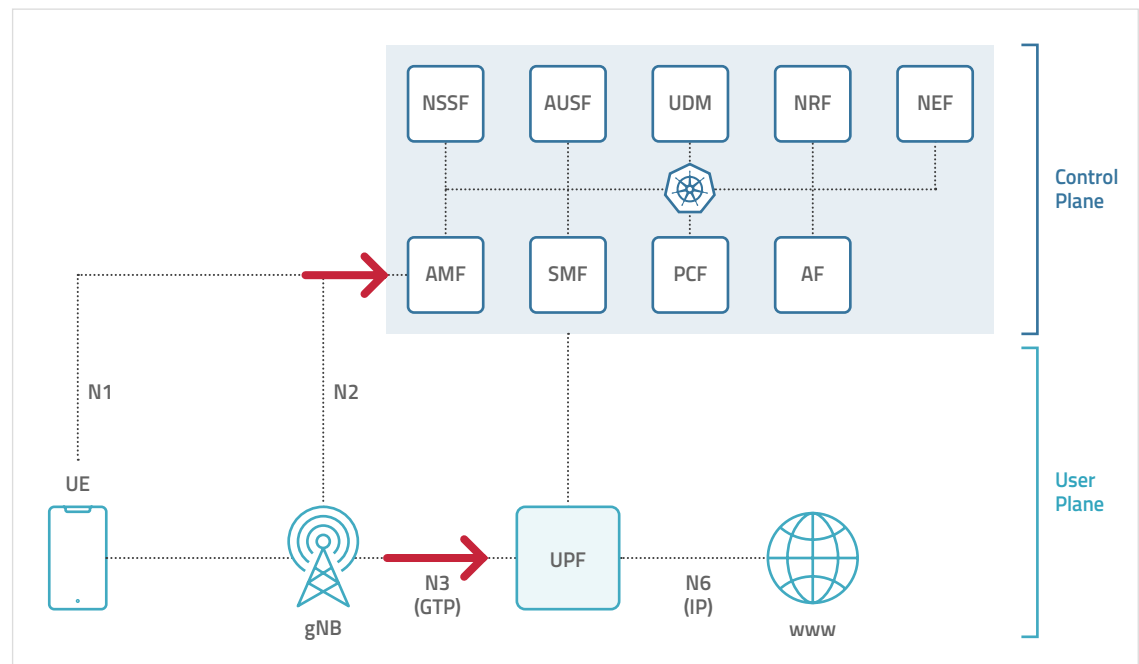 NSSF
AUSF
UDM
NRF
NEF
Control
Plane
AMF
SMF
PCF
AF
N1
N2
UE
User
Plane
UPF
N3
(GTP)
N6
(IP)
gNB
www